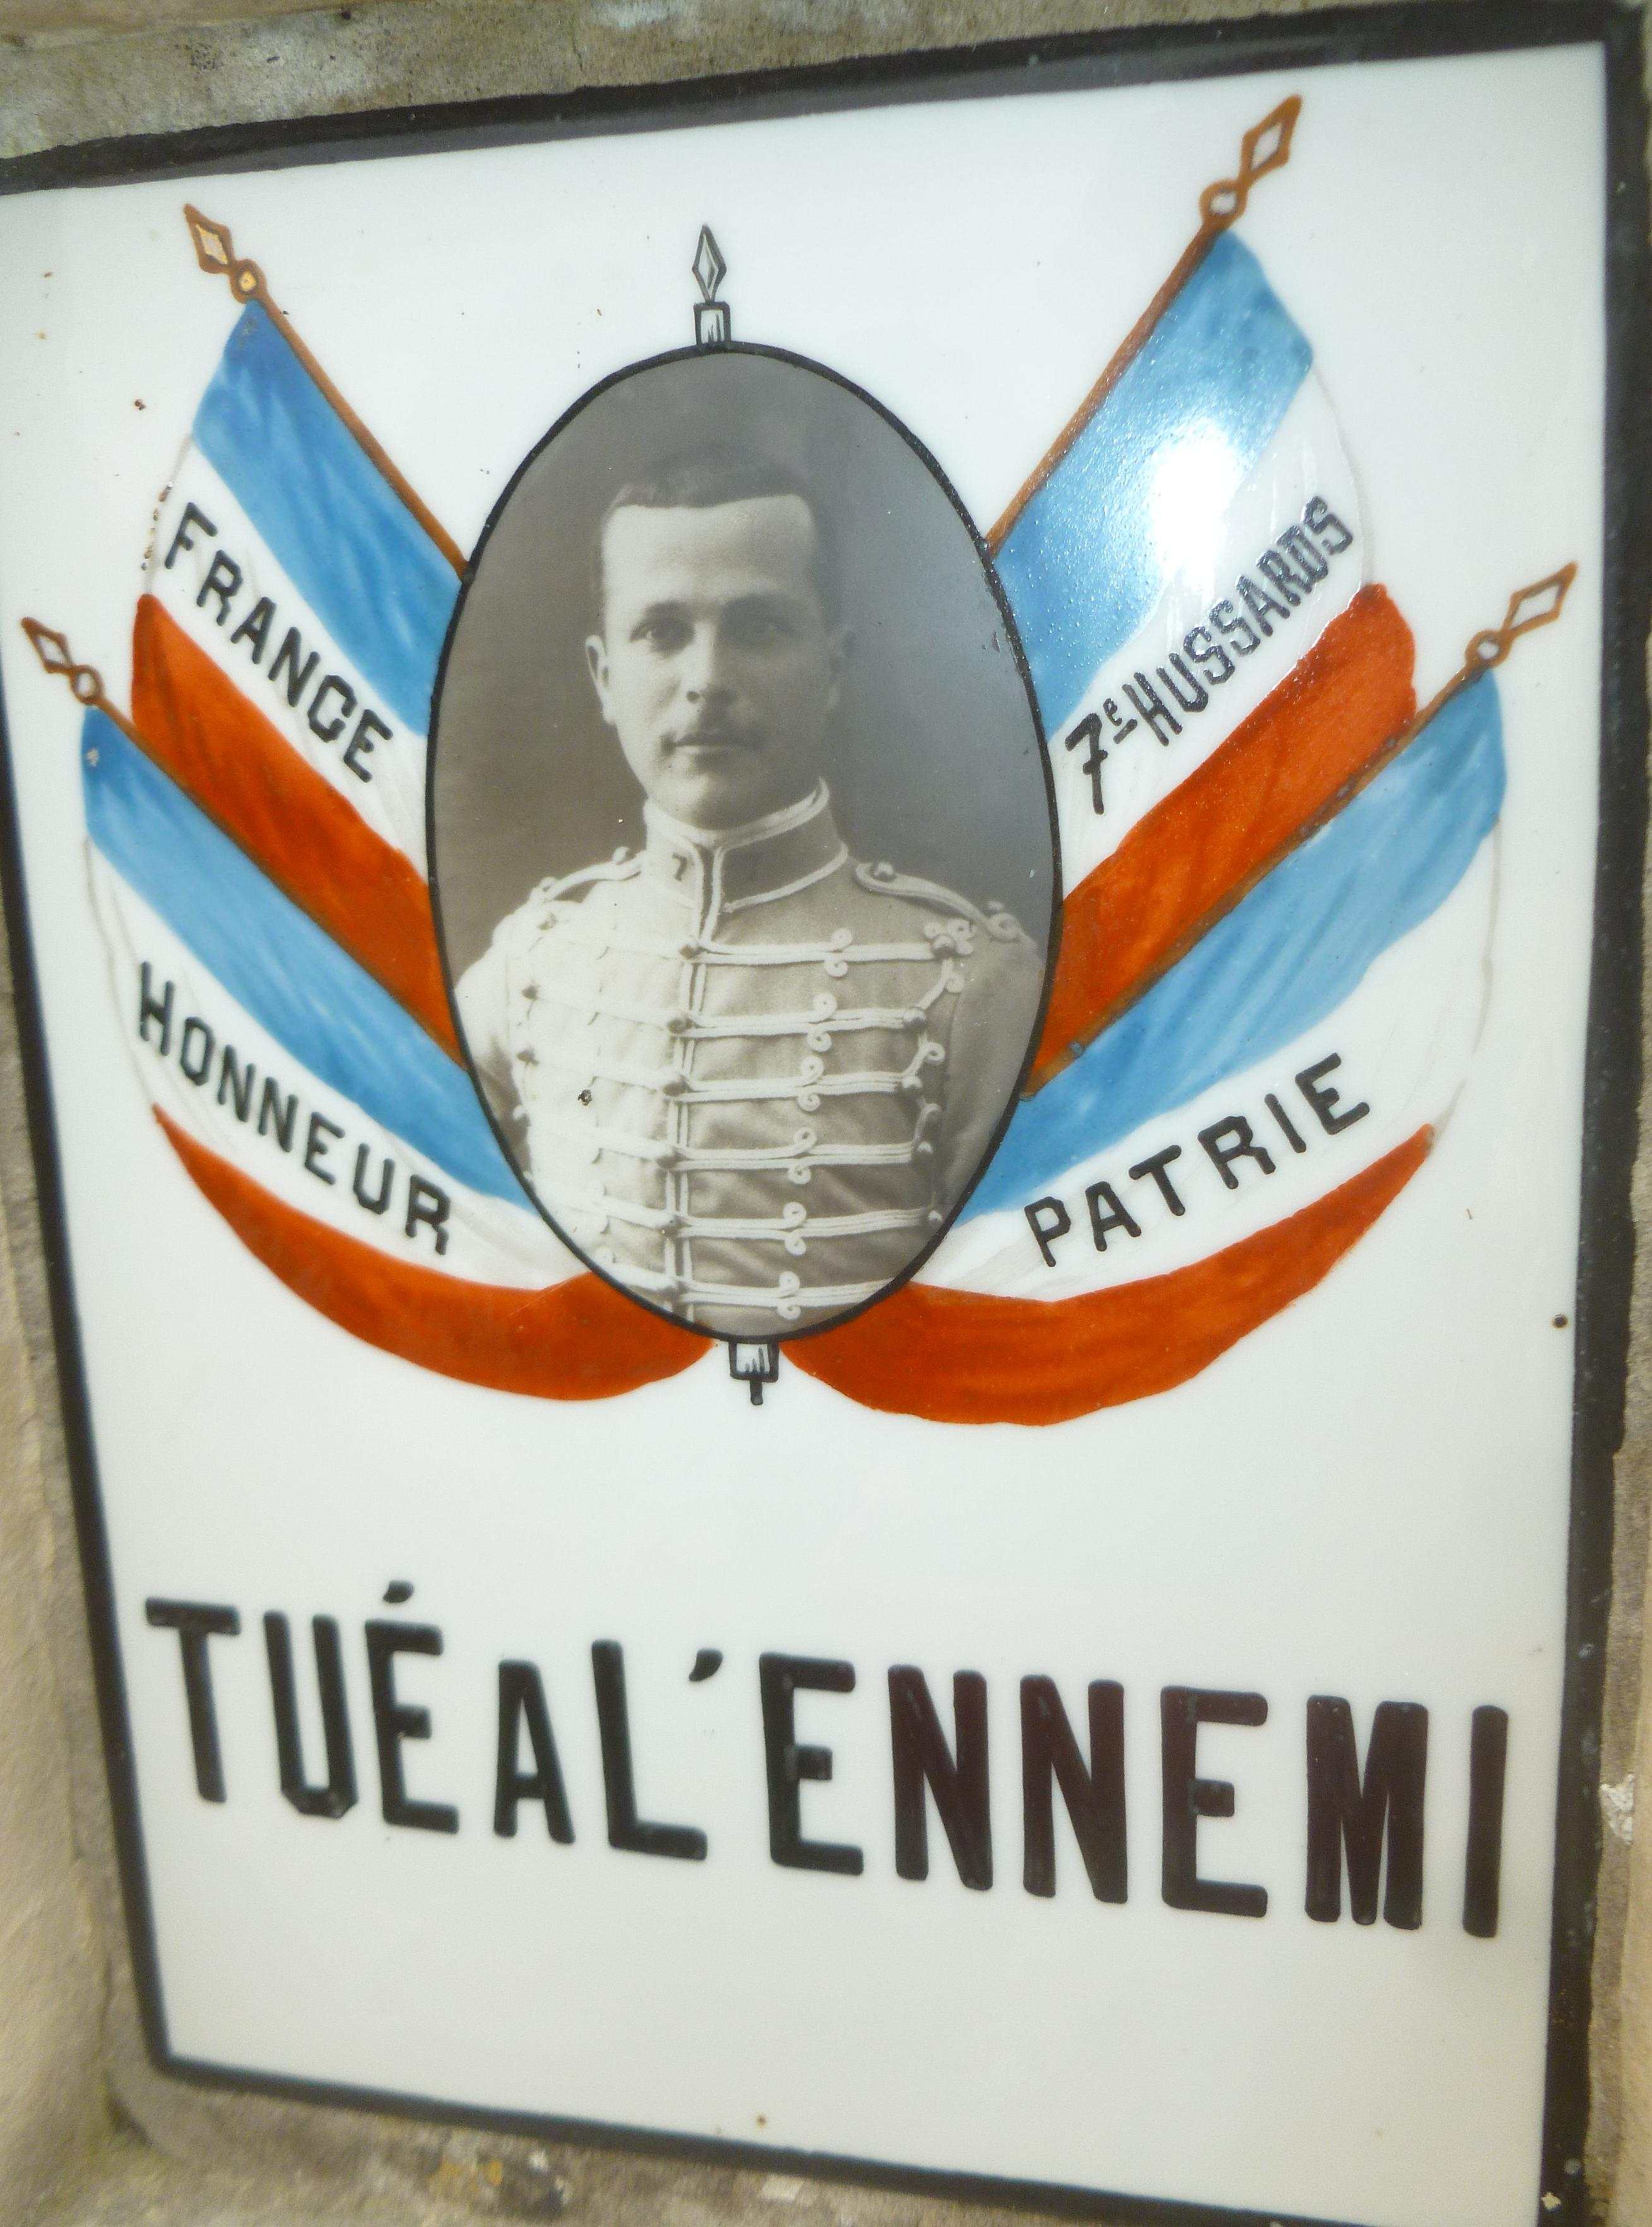 FRANCE
7e HUSSARDS
HONNEUR
PATRIE
7
TUÉ A L'ENNEMI